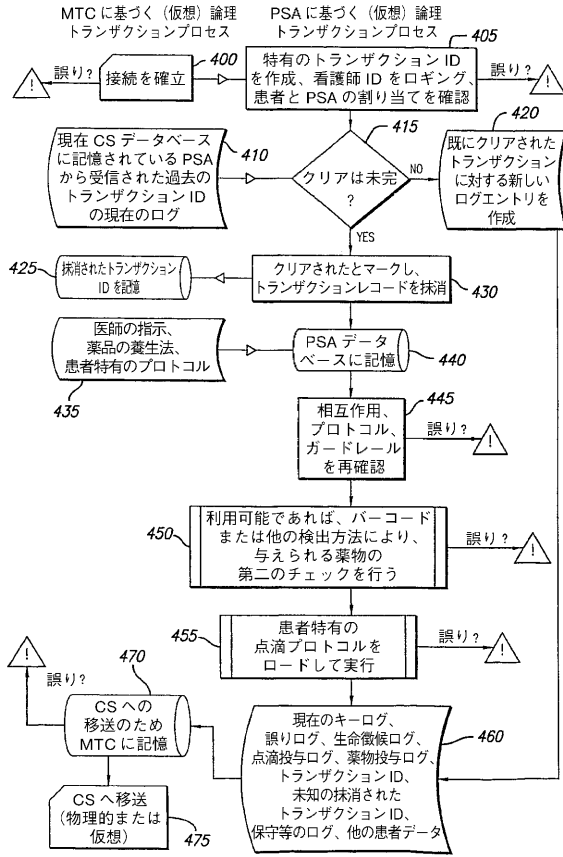 MTCに基づく(仮想)論理
トランザクションプロセス
PSAに基づく(仮想)論理
トランザクションプロセス
400
405
誤り?
!
接続を確立
特有のトランザクションID
を作成、看護師IDをロギング、
患者とPSAの割り当てを確認
誤り?
!
410
現在CSデータベース
に記憶されているPSA
から受信された過去の
トランザクションID
の現在のログ
415
クリアは未完
?
NO
YES
420
既にクリアされた
トランザクション
に対する新しい
ログエントリを
作成
425
抹消されたトランザクション
IDを記憶
クリアされたとマークし、
トランザクションレコードを抹消
430
医師の指示、
薬品の養生法、
患者特有のプロトコル
435
PSAデータ
ベースに記憶
440
445
相互作用、
プロトコル、
ガードレール
を再確認
誤り?
!
450
利用可能であれば、バーコード
または他の検出方法により、
与えられる薬物の
第二のチェックを行う
誤り?
!
455
患者特有の
点滴プロトコルを
ロードして実行
誤り?
!
460
現在のキーログ、
誤りログ、生命徴候ログ、
点滴投与ログ、薬物投与ログ、
トランザクションID、
未知の抹消された
トランザクションID、
保守等のログ、他の患者データ
!
誤り?
470
CSへの
移送のため
MTCに記憶
CSへ移送
(物理的または
仮想)
475